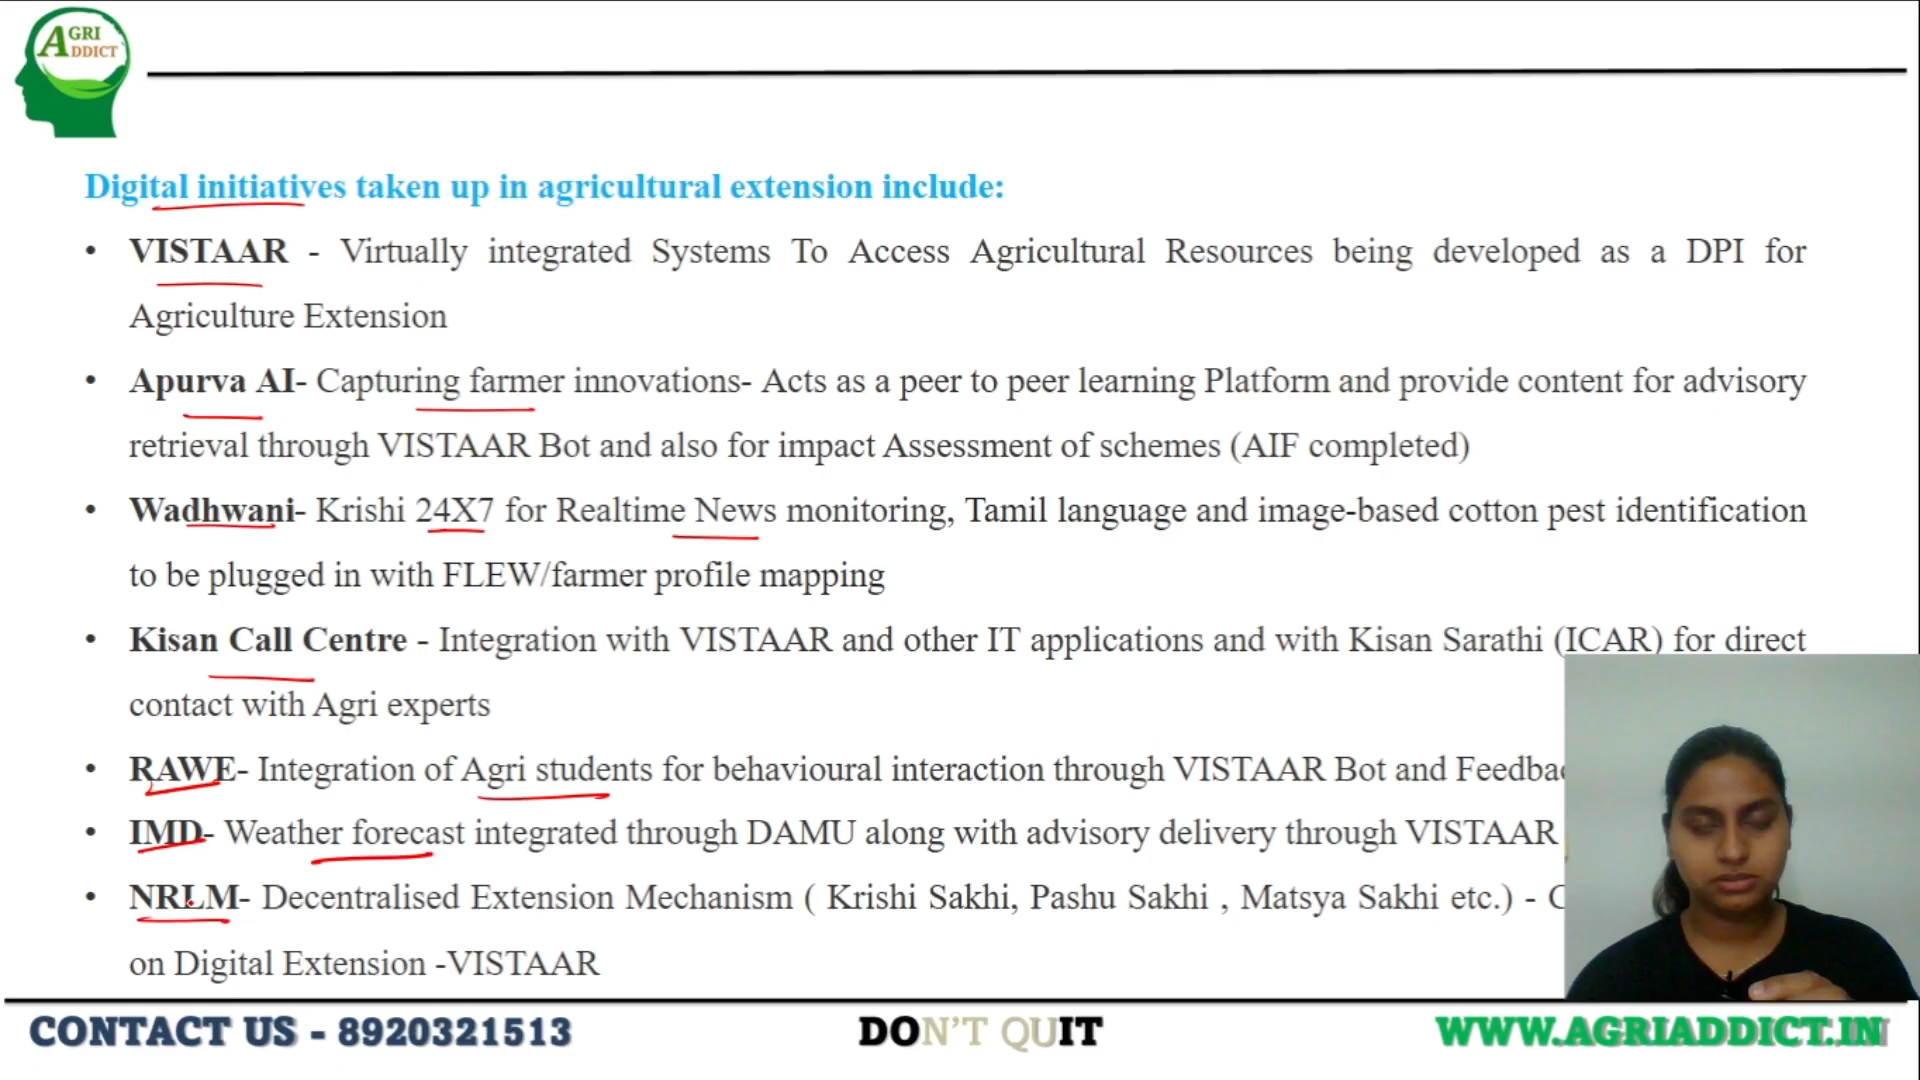 AGRI
ADDICT
Digital initiatives taken up in agricultural extension include:
• VISTAAR - Virtually integrated Systems To Access Agricultural Resources being developed as a DPI for
Agriculture Extension
• Apurva AI- Capturing farmer innovations- Acts as a peer to peer learning Platform and provide content for advisory
retrieval through VISTAAR Bot and also for impact Assessment of schemes (AIF completed)
• Wadhwani- Krishi 24X7 for Realtime News monitoring, Tamil language and image-based cotton pest identification
to be plugged in with FLEW/farmer profile mapping
• Kisan Call Centre - Integration with VISTAAR and other IT applications and with Kisan Sarathi (ICAR) for direct
contact with Agri experts
• RAWE- Integration of Agri students for behavioural interaction through VISTAAR Bot and
• IMD- Weather forecast integrated through DAMU along with advisory delivery through VISTAAR
• NRLM- Decentralised Extension Mechanism ( Krishi Sakhi, Pashu Sakhi , Matsya Sakhi etc.) -
on Digital Extension -VISTAAR
CONTACT US - 8920321513
DON'T QUIT
WWW.AGRIADDICT.IN